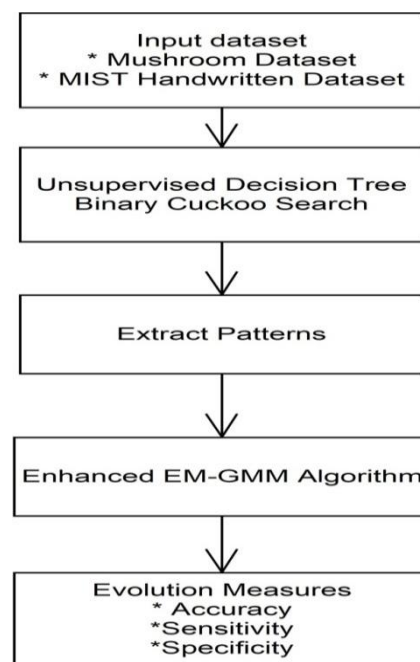 Input dataset
* Mushroom Dataset
* MIST Handwritten Dataset
Unsupervised Decision Tree
Binary Cuckoo Search
Extract Patterns
Enhanced EM-GMM Algorithm
Evolution Measures
* Accuracy
*Sensitivity
*Specificity